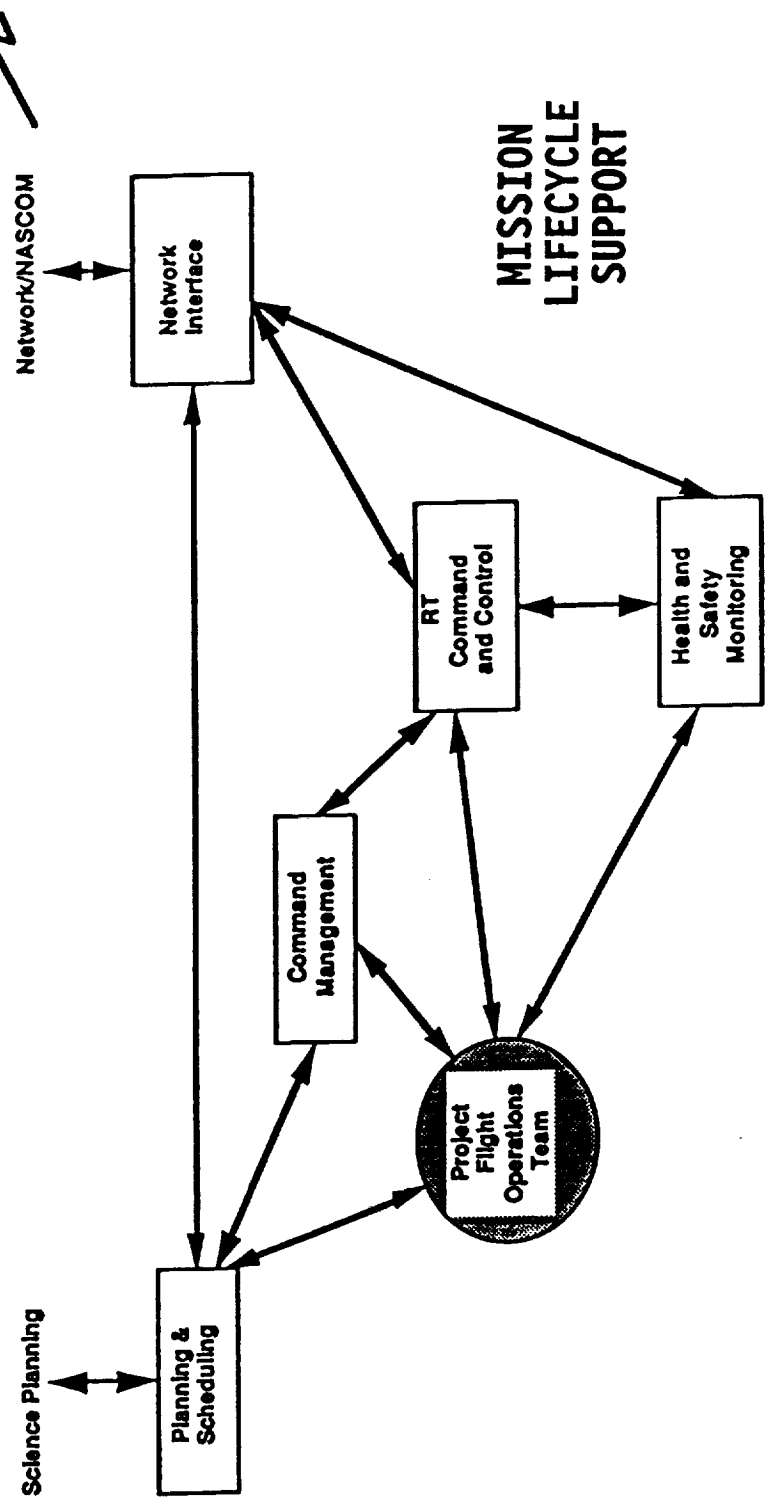 Science Planning
Network/NASCOM
Planning &
Scheduling
Network
Interface
Command
Management
RT
Command
and Control
Project
Flight
Operations
Team
Health and
Safety
Monitoring
MISSION
LIFECYCLE
SUPPORT